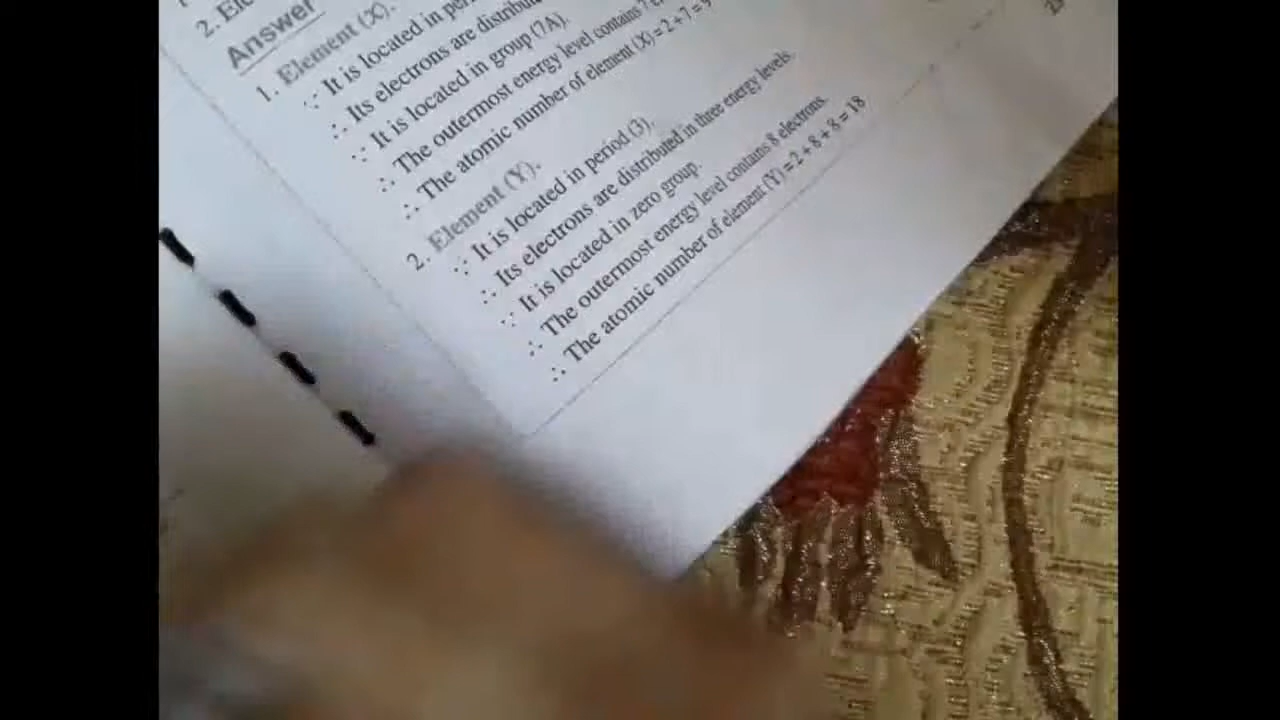 2. Ele
Answer
1. Element (X).
∵ It is located in peri
∴ Its electrons are distribut
∵ It is located in group (7A).
∴ The outermost energy level contains 7 e
∴ The atomic number of element (X) = 2 + 7 = 9
2. Element (Y).
∵ It is located in period (3).
∴ Its electrons are distributed in three energy levels.
∵ It is located in zero group.
∴ The outermost energy level contains 8 electrons.
∴ The atomic number of element (Y) = 2 + 8 + 8 = 18